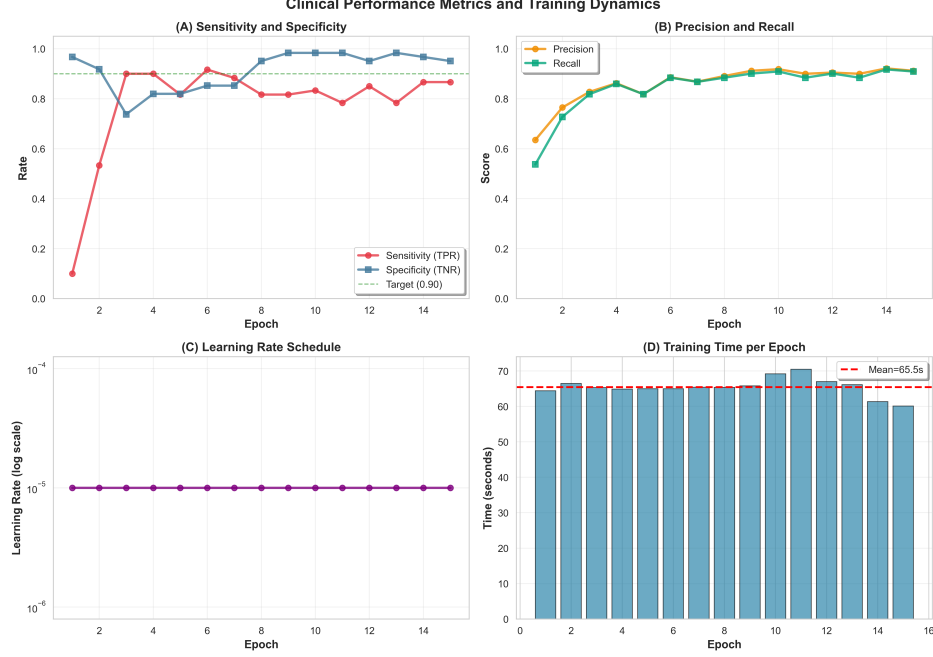 Clinical Performance Metrics and Training Dynamics
(A) Sensitivity and Specificity
1.0
0.8
0.6
0.4
0.2
0.0
Rate
2 4 6 8 10 12 14
Epoch
Sensitivity (TPR)
Specificity (TNR)
Target (0.90)
(B) Precision and Recall
1.0
0.8
0.6
0.4
0.2
0.0
Score
2 4 6 8 10 12 14
Epoch
Precision
Recall
(C) Learning Rate Schedule
10⁻⁴
10⁻⁵
10⁻⁶
Learning Rate (log scale)
2 4 6 8 10 12 14
Epoch
(D) Training Time per Epoch
70
60
50
40
30
20
10
0
Time (seconds)
0 2 4 6 8 10 12 14 16
Epoch
Mean=65.5s